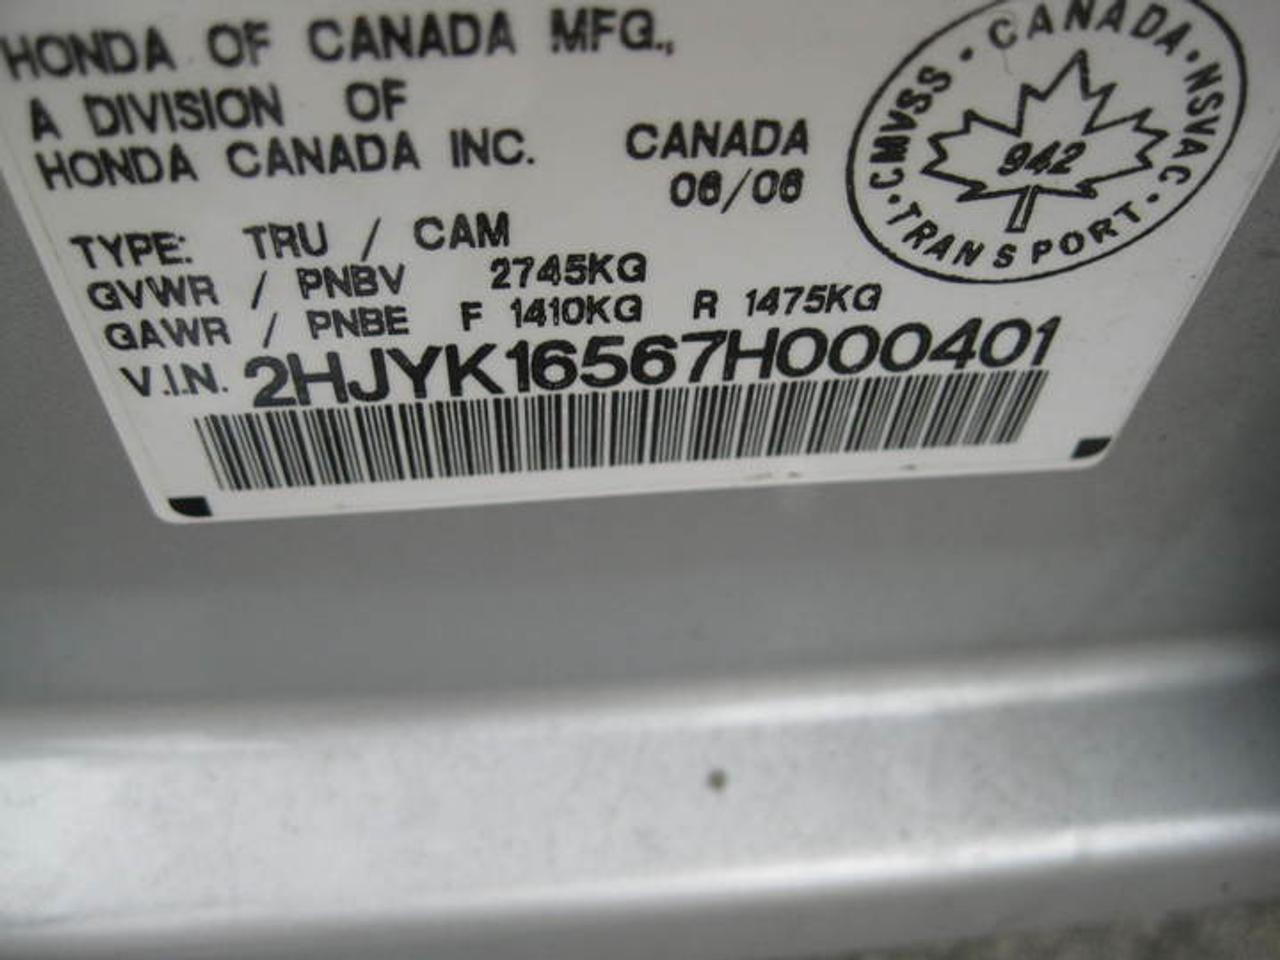 HONDA OF CANADA MFG.,
A DIVISION OF
HONDA CANADA INC. CANADA
06/06
TYPE: TRU / CAM
GVWR / PNBV 2745KG
GAWR / PNBE F 1410KG R 1475KG
V.I.N. 2HJYK16567H000401
CANADA · NSVAC · TRANSPORT · CMVSS ·
942